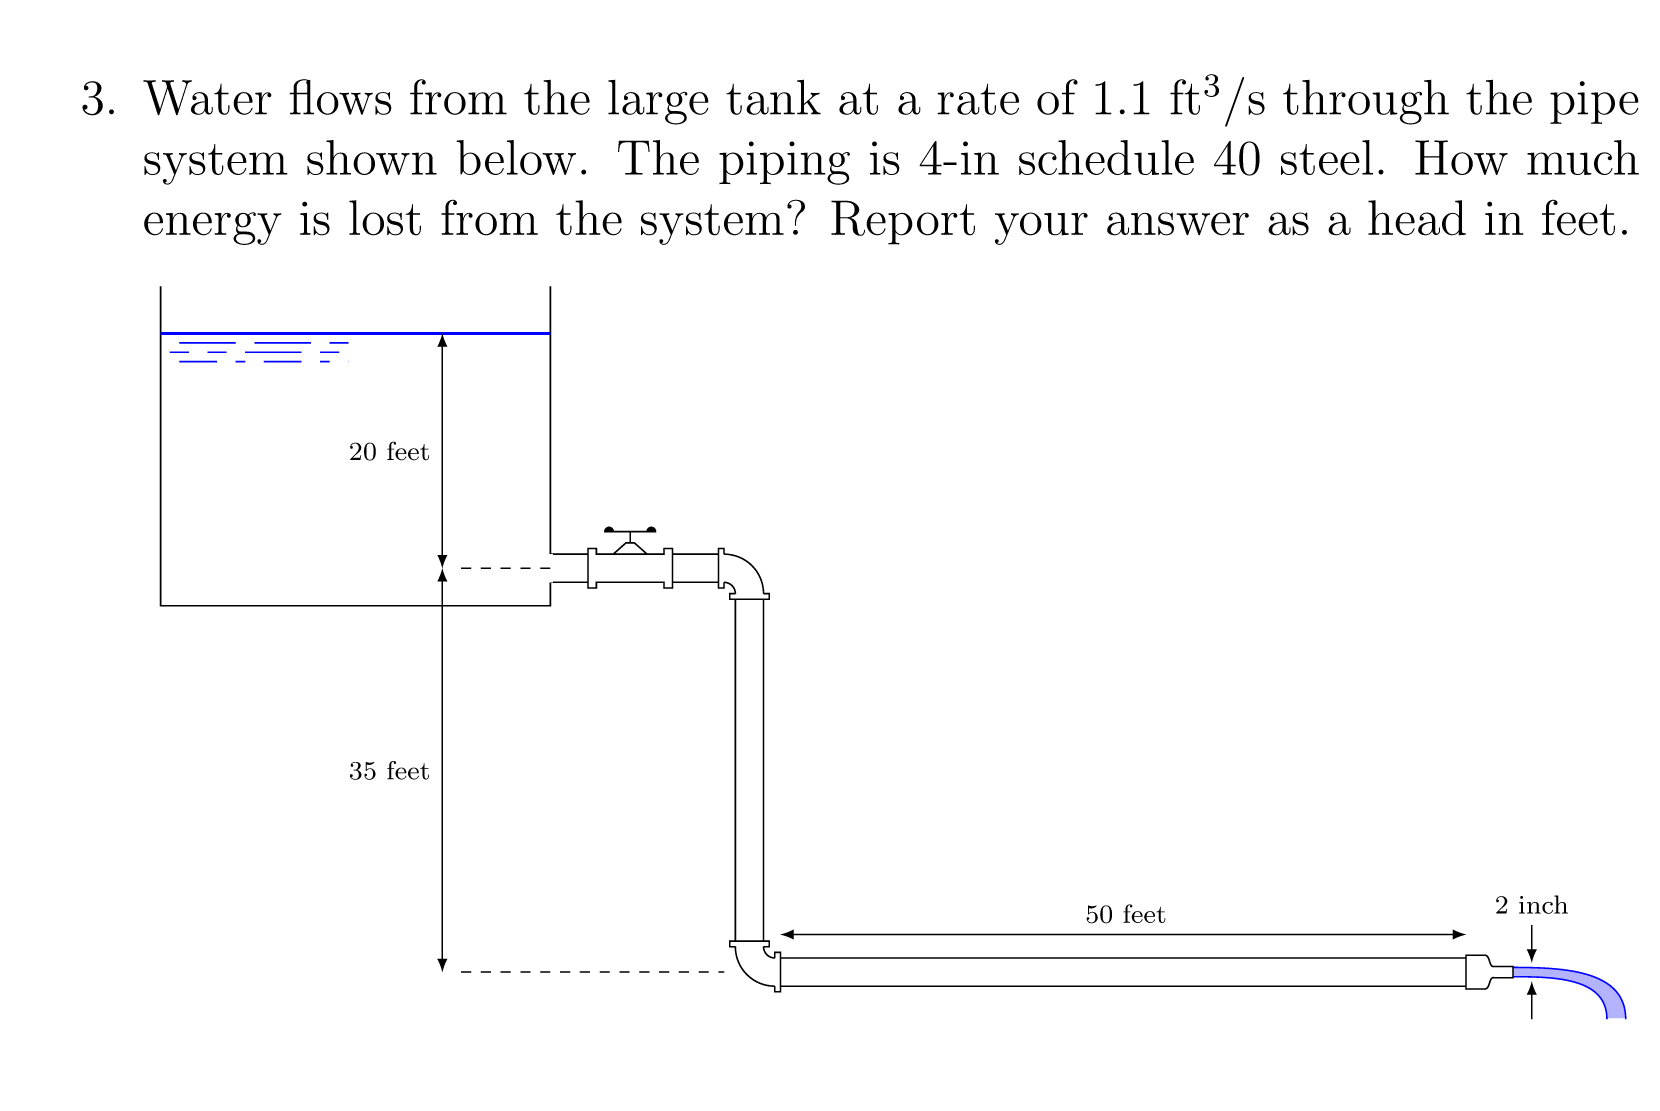 3. Water flows from the large tank at a rate of 1.1 ft³/s through the pipe
system shown below. The piping is 4-in schedule 40 steel. How much
energy is lost from the system? Report your answer as a head in feet.
20 feet
35 feet
50 feet
2 inch